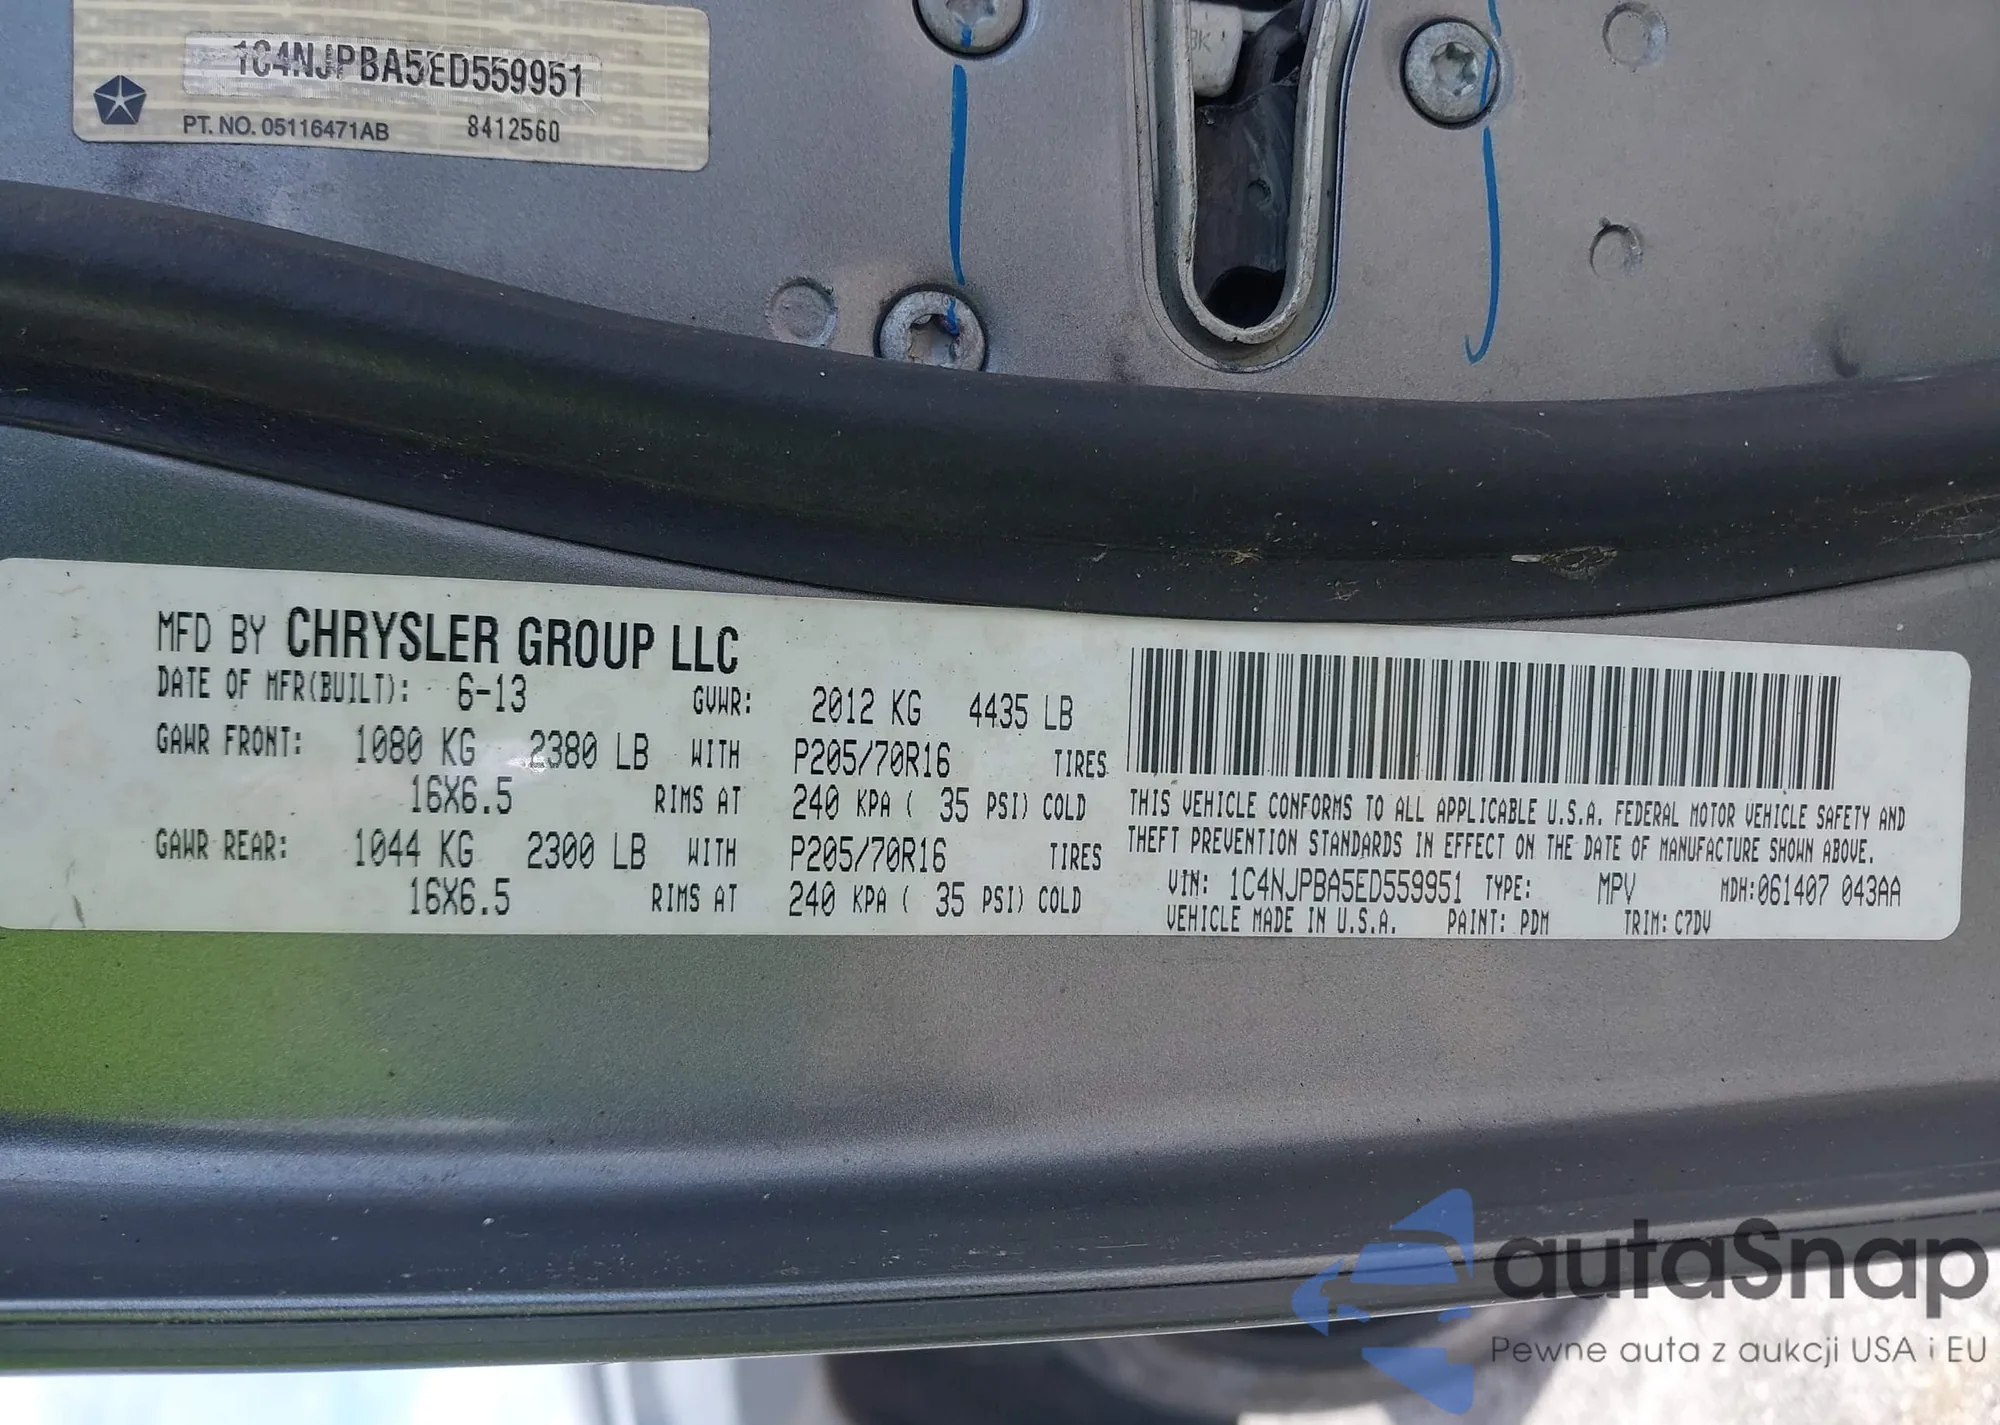 1C4NJPBA5ED559951
PT. NO. 05116471AB 8412560
MFD BY CHRYSLER GROUP LLC
DATE OF MFR(BUILT): 6-13 GVWR: 2012 KG 4435 LB
GAWR FRONT: 1080 KG 2380 LB WITH P205/70R16 TIRES
16X6.5 RIMS AT 240 KPA ( 35 PSI) COLD
GAWR REAR: 1044 KG 2300 LB WITH P205/70R16 TIRES
16X6.5 RIMS AT 240 KPA ( 35 PSI) COLD
THIS VEHICLE CONFORMS TO ALL APPLICABLE U.S.A. FEDERAL MOTOR VEHICLE SAFETY AND
THEFT PREVENTION STANDARDS IN EFFECT ON THE DATE OF MANUFACTURE SHOWN ABOVE.
VIN: 1C4NJPBA5ED559951 TYPE: MPV MDH:061407 043AA
VEHICLE MADE IN U.S.A. PAINT: PDM TRIM: C7DV
autaSnap
Pewne auta z aukcji USA i EU